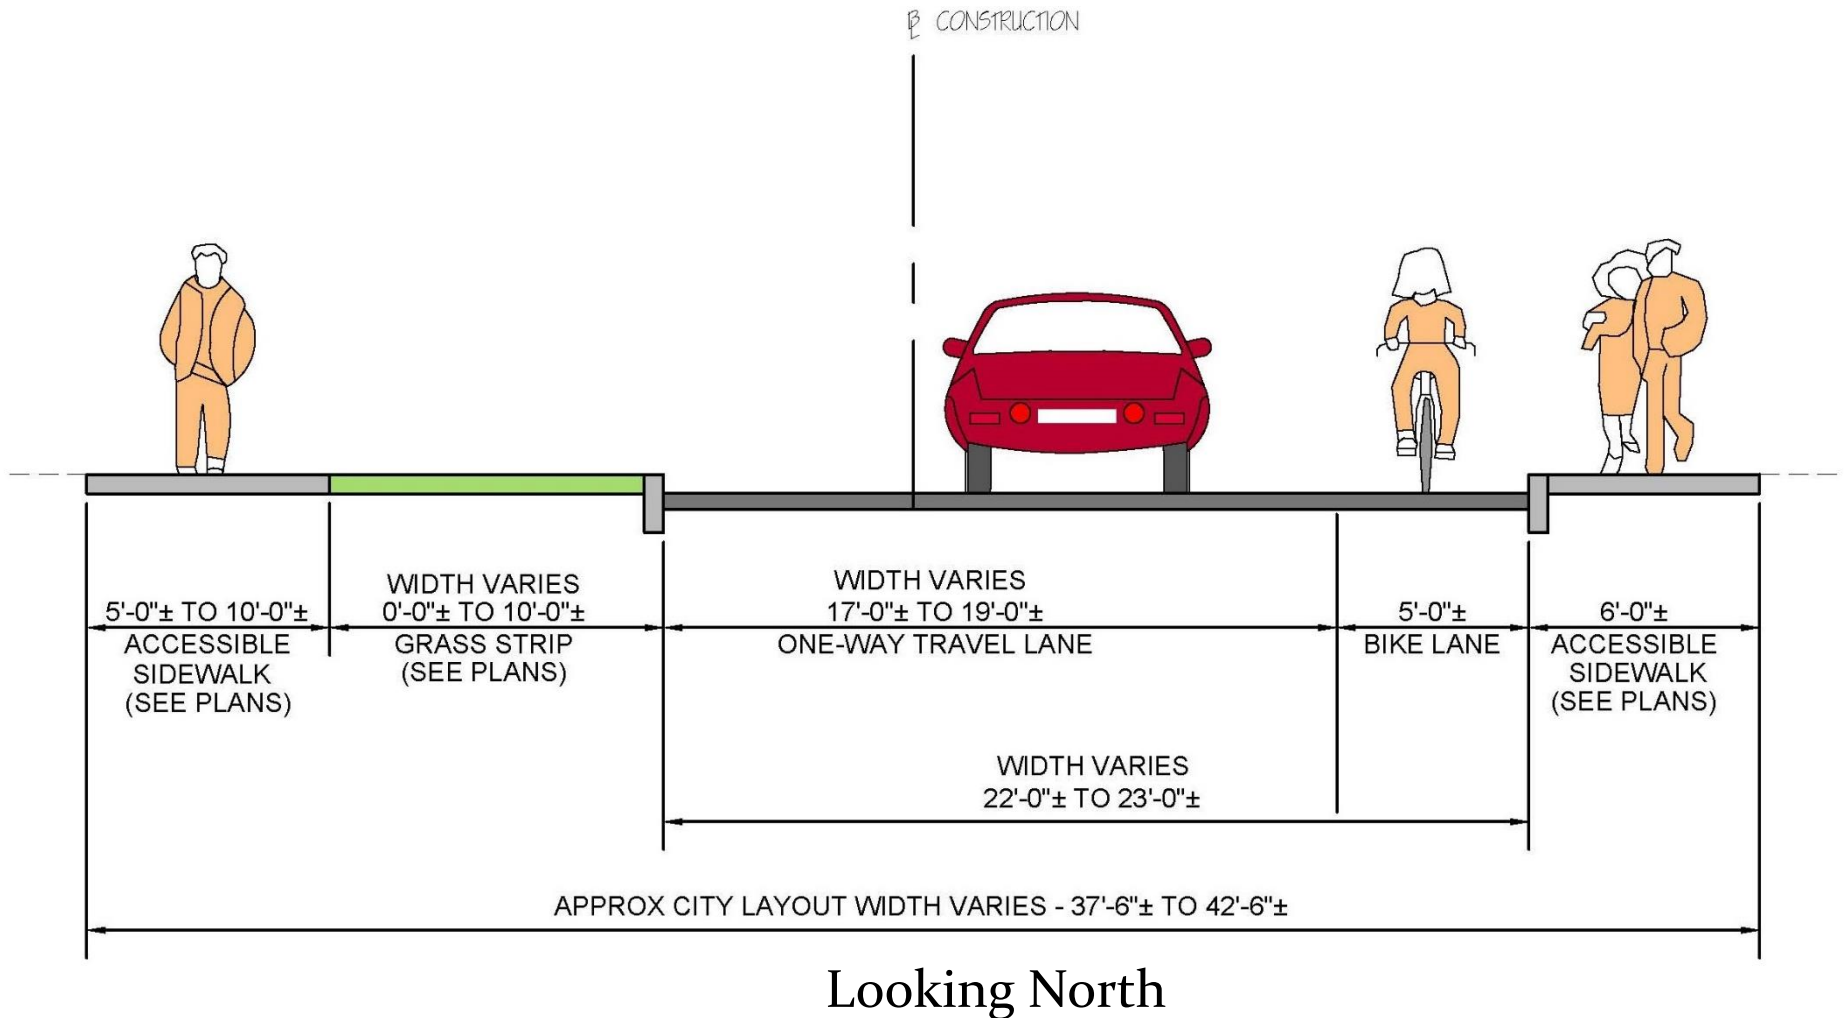 ℄ CONSTRUCTION
5'-0"± TO 10'-0"±
ACCESSIBLE
SIDEWALK
(SEE PLANS)
WIDTH VARIES
0'-0"± TO 10'-0"±
GRASS STRIP
(SEE PLANS)
WIDTH VARIES
17'-0"± TO 19'-0"±
ONE-WAY TRAVEL LANE
5'-0"±
BIKE LANE
6'-0"±
ACCESSIBLE
SIDEWALK
(SEE PLANS)
WIDTH VARIES
22'-0"± TO 23'-0"±
APPROX CITY LAYOUT WIDTH VARIES - 37'-6"± TO 42'-6"±
Looking North